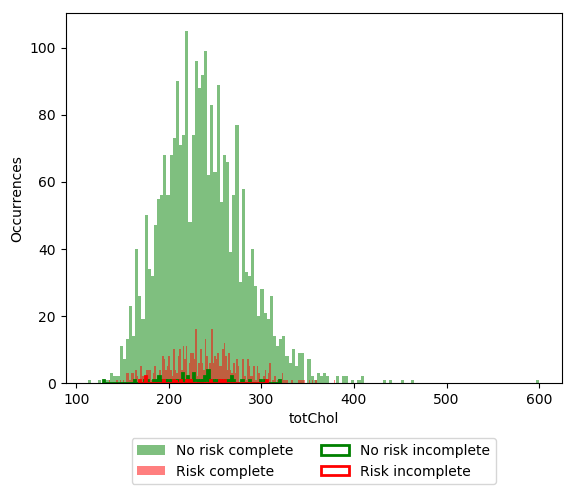 100
80
60
40
20
0
Occurrences
100 200 300 400 500 600
totChol
No risk complete No risk incomplete
Risk complete Risk incomplete